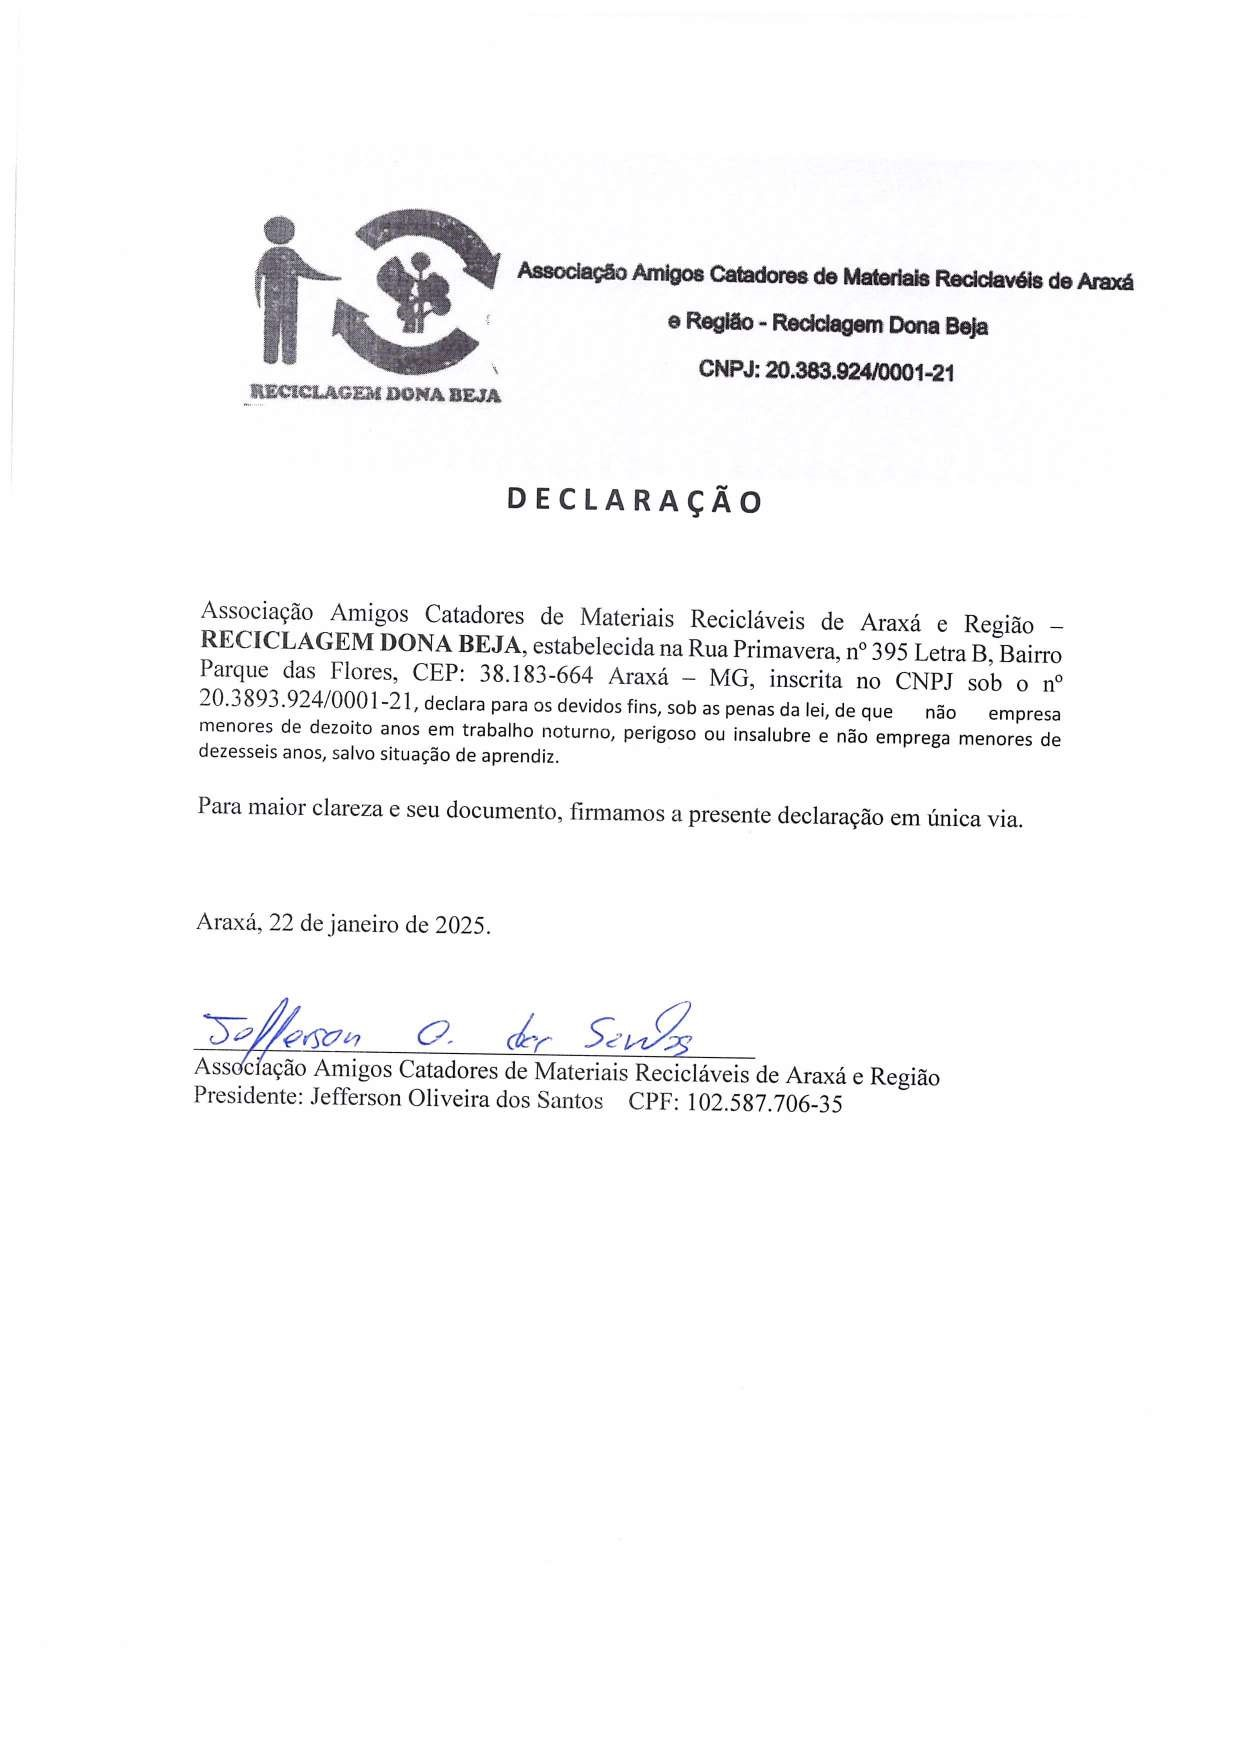 Associação Amigos Catadores de Materiais Reciclavéis de Araxá
e Região - Reciclagem Dona Beja
CNPJ: 20.383.924/0001-21
RECICLAGEM DONA BEJA
DECLARAÇÃO
Associação Amigos Catadores de Materiais Recicláveis de Araxá e Região –
RECICLAGEM DONA BEJA, estabelecida na Rua Primavera, nº 395 Letra B, Bairro
Parque das Flores, CEP: 38.183-664 Araxá – MG, inscrita no CNPJ sob o nº
20.3893.924/0001-21, declara para os devidos fins, sob as penas da lei, de que não empresa
menores de dezoito anos em trabalho noturno, perigoso ou insalubre e não emprega menores de
dezesseis anos, salvo situação de aprendiz.
Para maior clareza e seu documento, firmamos a presente declaração em única via.
Araxá, 22 de janeiro de 2025.
Jefferson O. dos Santos
Associação Amigos Catadores de Materiais Recicláveis de Araxá e Região
Presidente: Jefferson Oliveira dos Santos CPF: 102.587.706-35